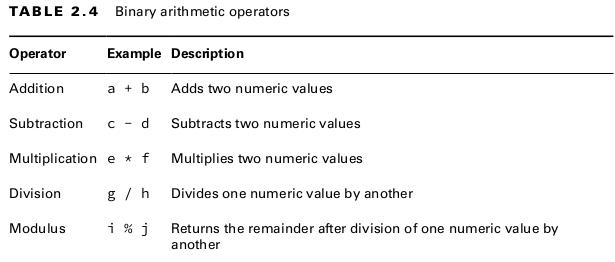 TABLE 2.4 Binary arithmetic operators
Operator Example Description
Addition a + b Adds two numeric values
Subtraction c - d Subtracts two numeric values
Multiplication e * f Multiplies two numeric values
Division g / h Divides one numeric value by another
Modulus i % j Returns the remainder after division of one numeric value by
another